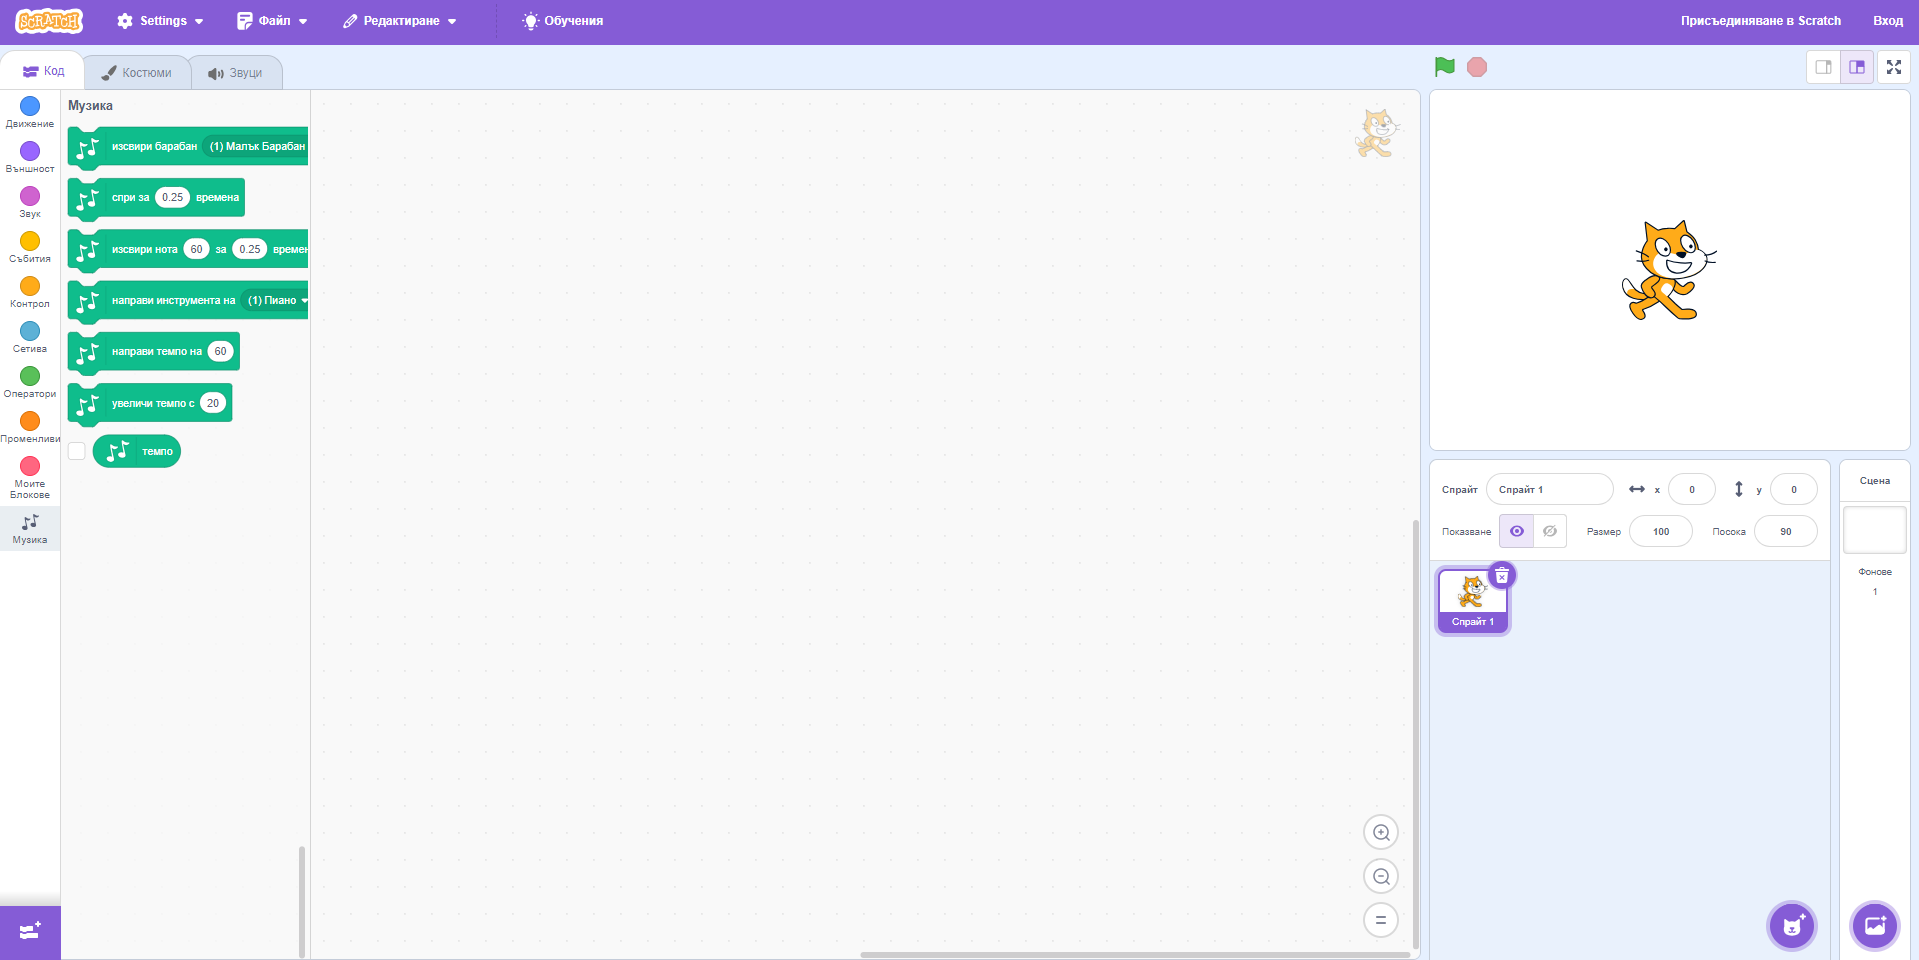 SCRATCH Settings Файл Редактиране Обучения Присъединяване в Scratch Вход
Код Костюми Звуци
Движение
Външност
Звук
Събития
Контрол
Сетива
Оператори
Променливи
Моите
Блокове
Музика
Музика
изсвири барабан (1) Малък Барабан
спри за 0.25 времена
изсвири нота 60 за 0.25
направи инструмента на (1) Пиано
направи темпо на 60
увеличи темпо с 20
темпо
Спрайт Спрайт 1 x 0 y 0
Показване Размер 100 Посока 90
Спрайт 1
Сцена
Фонове
1